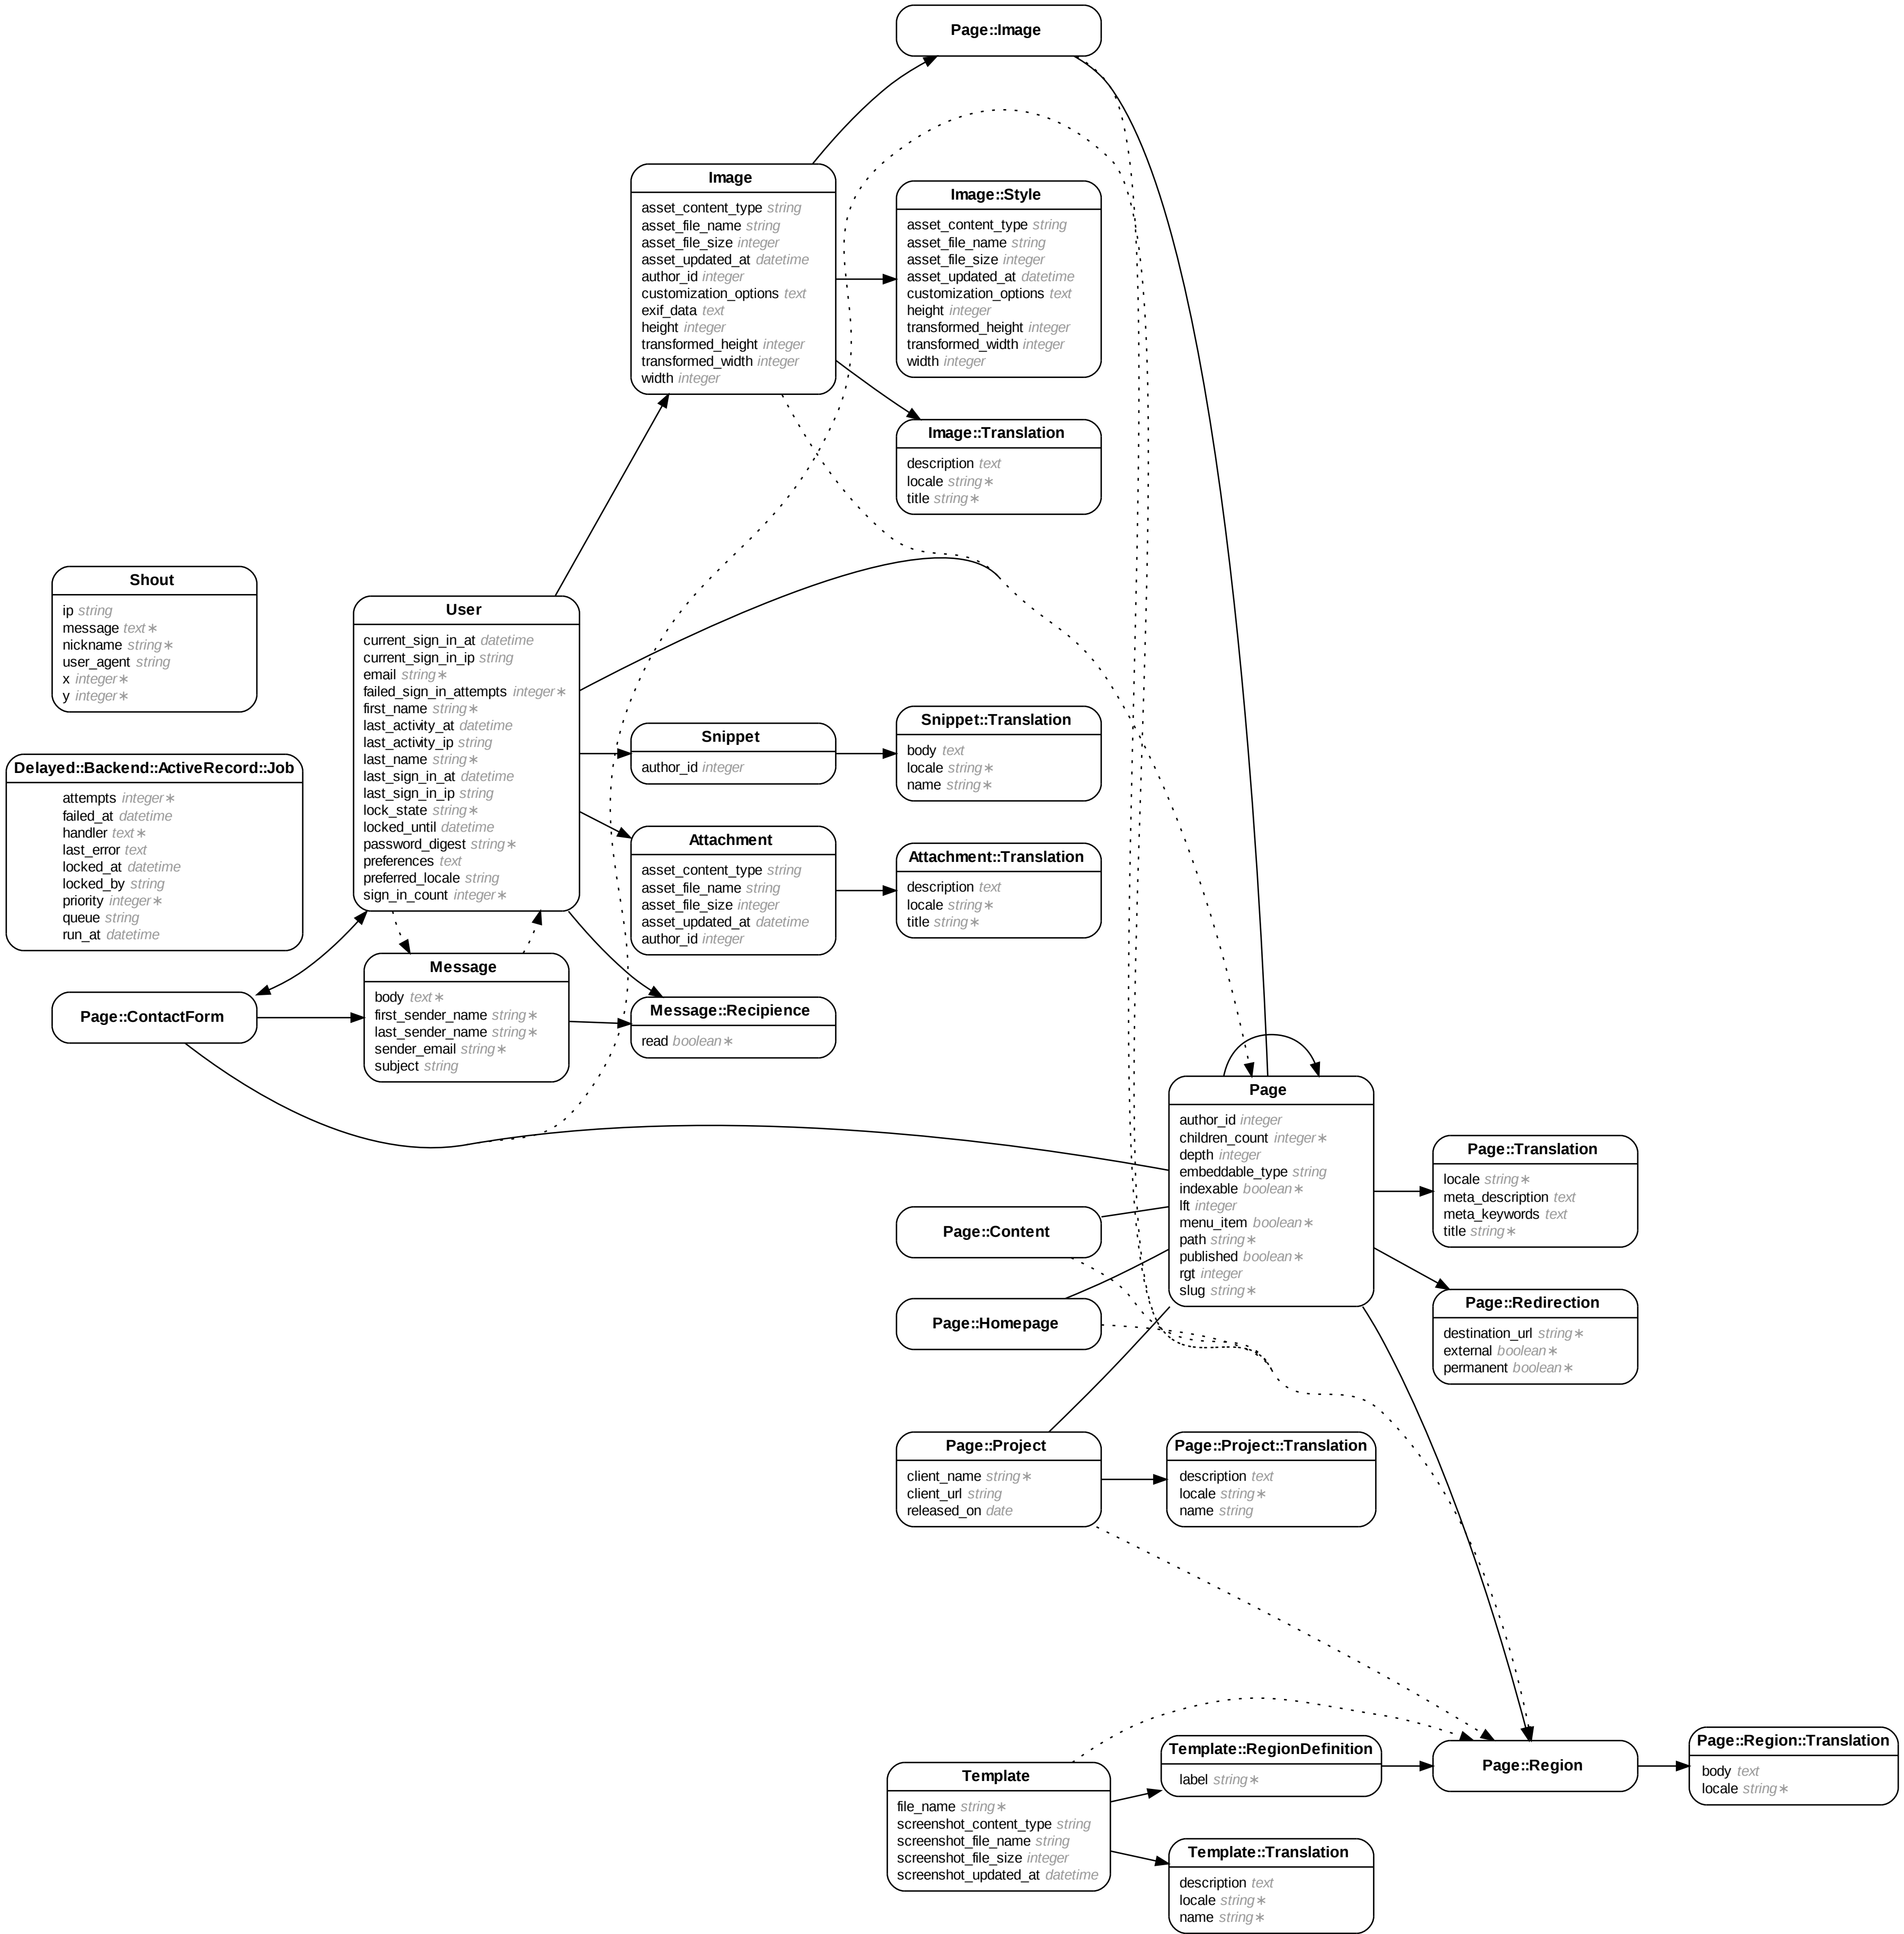 Page::Image
Image
asset_content_type string
asset_file_name string
asset_file_size integer
asset_updated_at datetime
author_id integer
customization_options text
exif_data text
height integer
transformed_height integer
transformed_width integer
width integer
Image::Style
asset_content_type string
asset_file_name string
asset_file_size integer
asset_updated_at datetime
customization_options text
height integer
transformed_height integer
transformed_width integer
width integer
Image::Translation
description text
locale string∗
title string∗
Shout
ip string
message text∗
nickname string∗
user_agent string
x integer∗
y integer∗
User
current_sign_in_at datetime
current_sign_in_ip string
email string∗
failed_sign_in_attempts integer∗
first_name string∗
last_activity_at datetime
last_activity_ip string
last_name string∗
last_sign_in_at datetime
last_sign_in_ip string
lock_state string∗
locked_until datetime
password_digest string∗
preferences text
preferred_locale string
sign_in_count integer∗
Snippet
author_id integer
Snippet::Translation
body text
locale string∗
name string∗
Delayed::Backend::ActiveRecord::Job
attempts integer∗
failed_at datetime
handler text∗
last_error text
locked_at datetime
locked_by string
priority integer∗
queue string
run_at datetime
Attachment
asset_content_type string
asset_file_name string
asset_file_size integer
asset_updated_at datetime
author_id integer
Attachment::Translation
description text
locale string∗
title string∗
Page::ContactForm
Message
body text∗
first_sender_name string∗
last_sender_name string∗
sender_email string∗
subject string
Message::Recipience
read boolean∗
Page
author_id integer
children_count integer∗
depth integer
embeddable_type string
indexable boolean∗
lft integer
menu_item boolean∗
path string∗
published boolean∗
rgt integer
slug string∗
Page::Translation
locale string∗
meta_description text
meta_keywords text
title string∗
Page::Content
Page::Homepage
Page::Redirection
destination_url string∗
external boolean∗
permanent boolean∗
Page::Project
client_name string∗
client_url string
released_on date
Page::Project::Translation
description text
locale string∗
name string
Template
file_name string∗
screenshot_content_type string
screenshot_file_name string
screenshot_file_size integer
screenshot_updated_at datetime
Template::RegionDefinition
label string∗
Page::Region
Page::Region::Translation
body text
locale string∗
Template::Translation
description text
locale string∗
name string∗